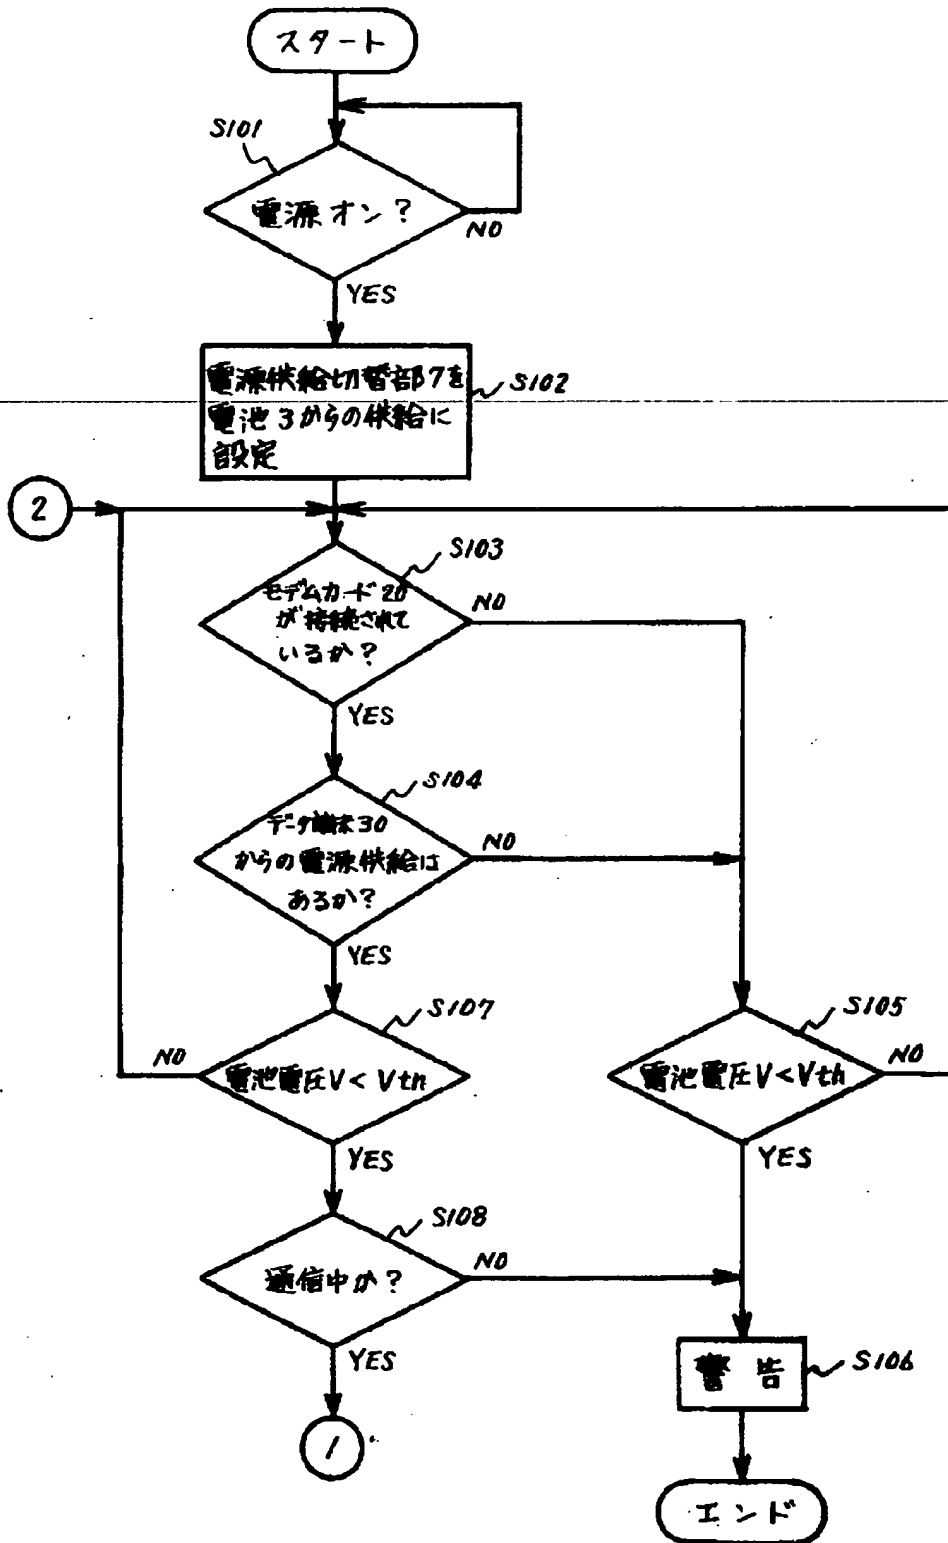 スタート
S101
電源オン?
NO
YES
電源供給切替部7を
電池3からの供給に
設定
S102
2
S103
モデムカード20
が接続されて
いるか?
NO
YES
S104
データ端末30
からの電源供給は
あるか?
NO
YES
S107
電池電圧V<Vth
NO
YES
S105
電池電圧V<Vth
NO
YES
S108
通信中か?
NO
YES
1
警告
S106
エンド